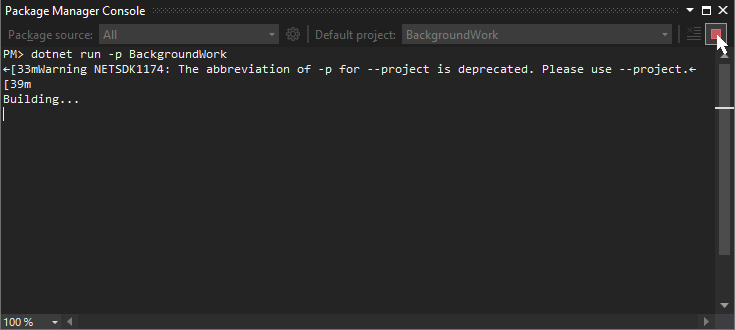 Package Manager Console
Package source: All Default project: BackgroundWork
PM> dotnet run -p BackgroundWork
←[33mWarning NETSDK1174: The abbreviation of -p for --project is deprecated. Please use --project.←
[39m
Building...
100 %